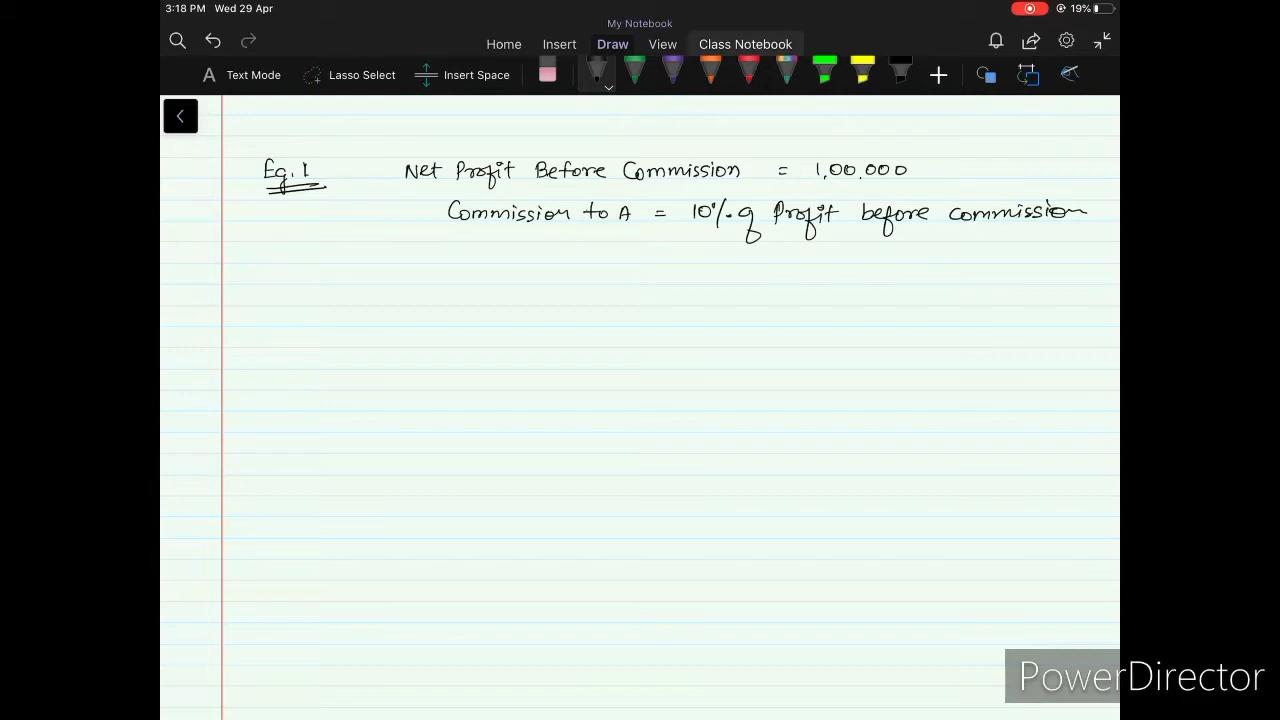 3:18 PM Wed 29 Apr 19%
My Notebook
Home Insert Draw View Class Notebook
A Text Mode Lasso Select Insert Space
Eg. 1 Net Profit Before Commission = 1,00,000
Commission to A = 10% of Profit before commission
PowerDirector